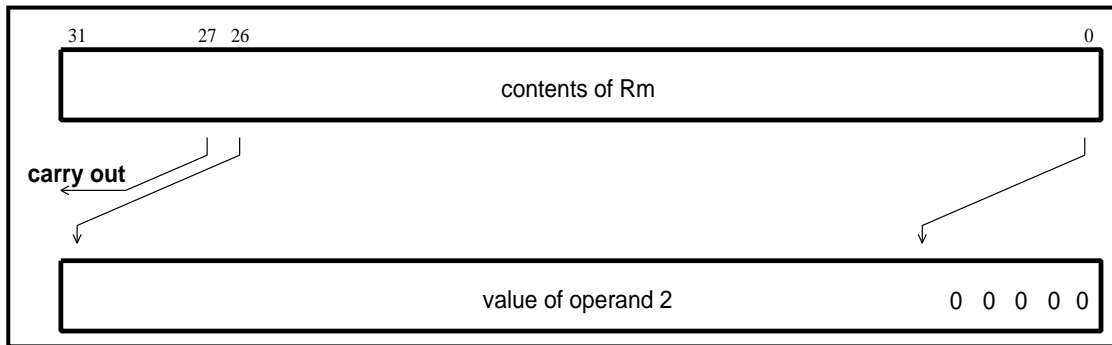 31 27 26 0
contents of Rm
carry out
value of operand 2 0 0 0 0 0